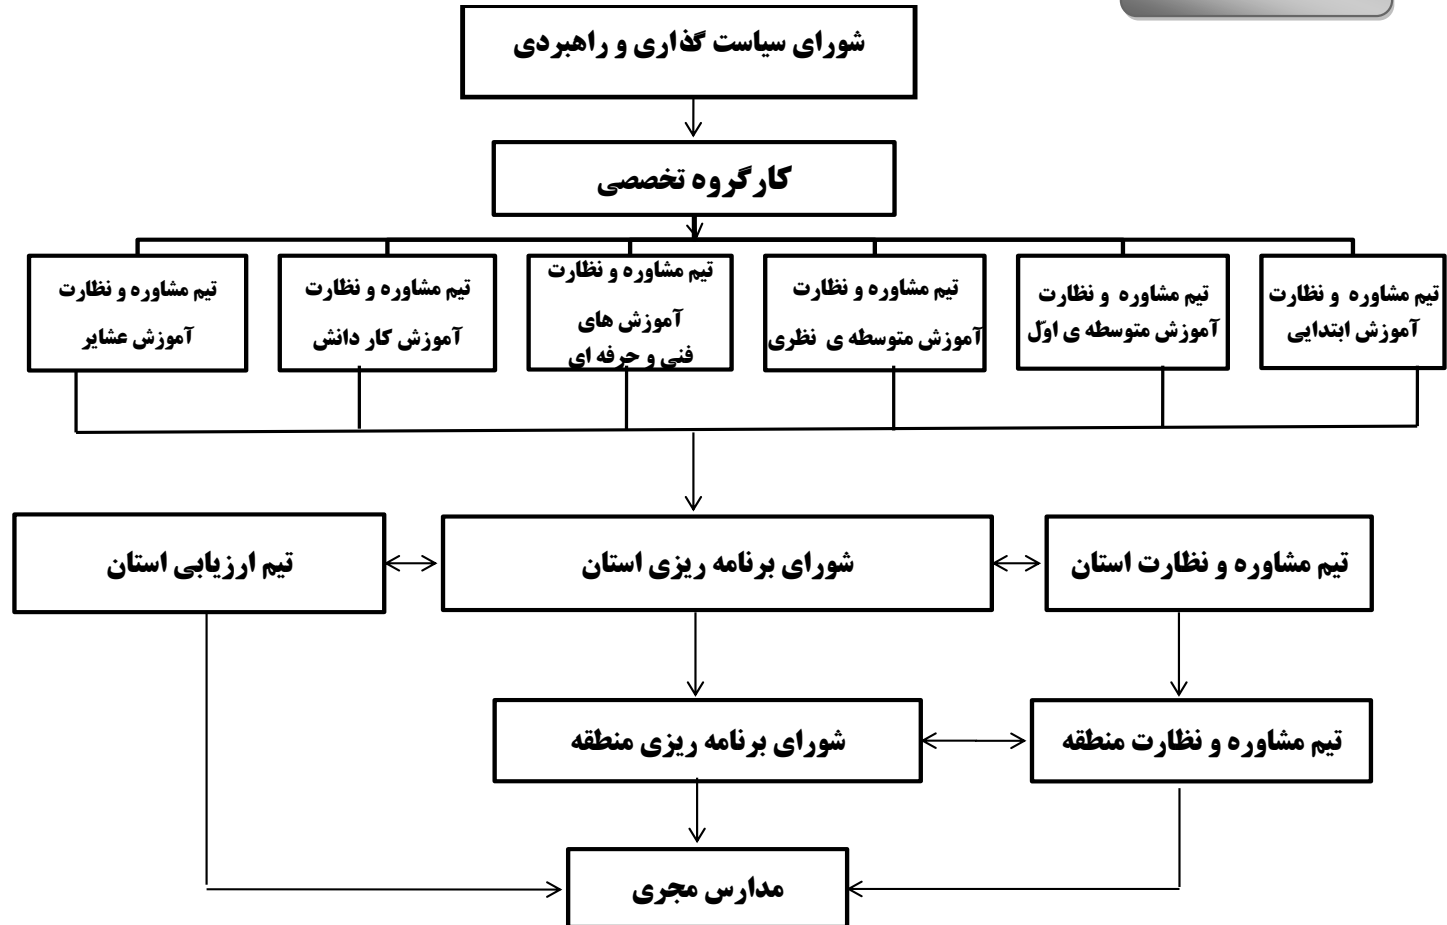 شورای سیاست گذاری و راهبردی
کارگروه تخصصی
تیم مشاوره و نظارت
آموزش ابتدایی
تیم مشاوره و نظارت
آموزش متوسطه ی اوّل
تیم مشاوره و نظارت
آموزش متوسطه ی نظری
تیم مشاوره و نظارت
آموزش های
فنی و حرفه ای
تیم مشاوره و نظارت
آموزش کار دانش
تیم مشاوره و نظارت
آموزش عشایر
تیم مشاوره و نظارت استان
شورای برنامه ریزی استان
تیم ارزیابی استان
تیم مشاوره و نظارت منطقه
شورای برنامه ریزی منطقه
مدارس مجری